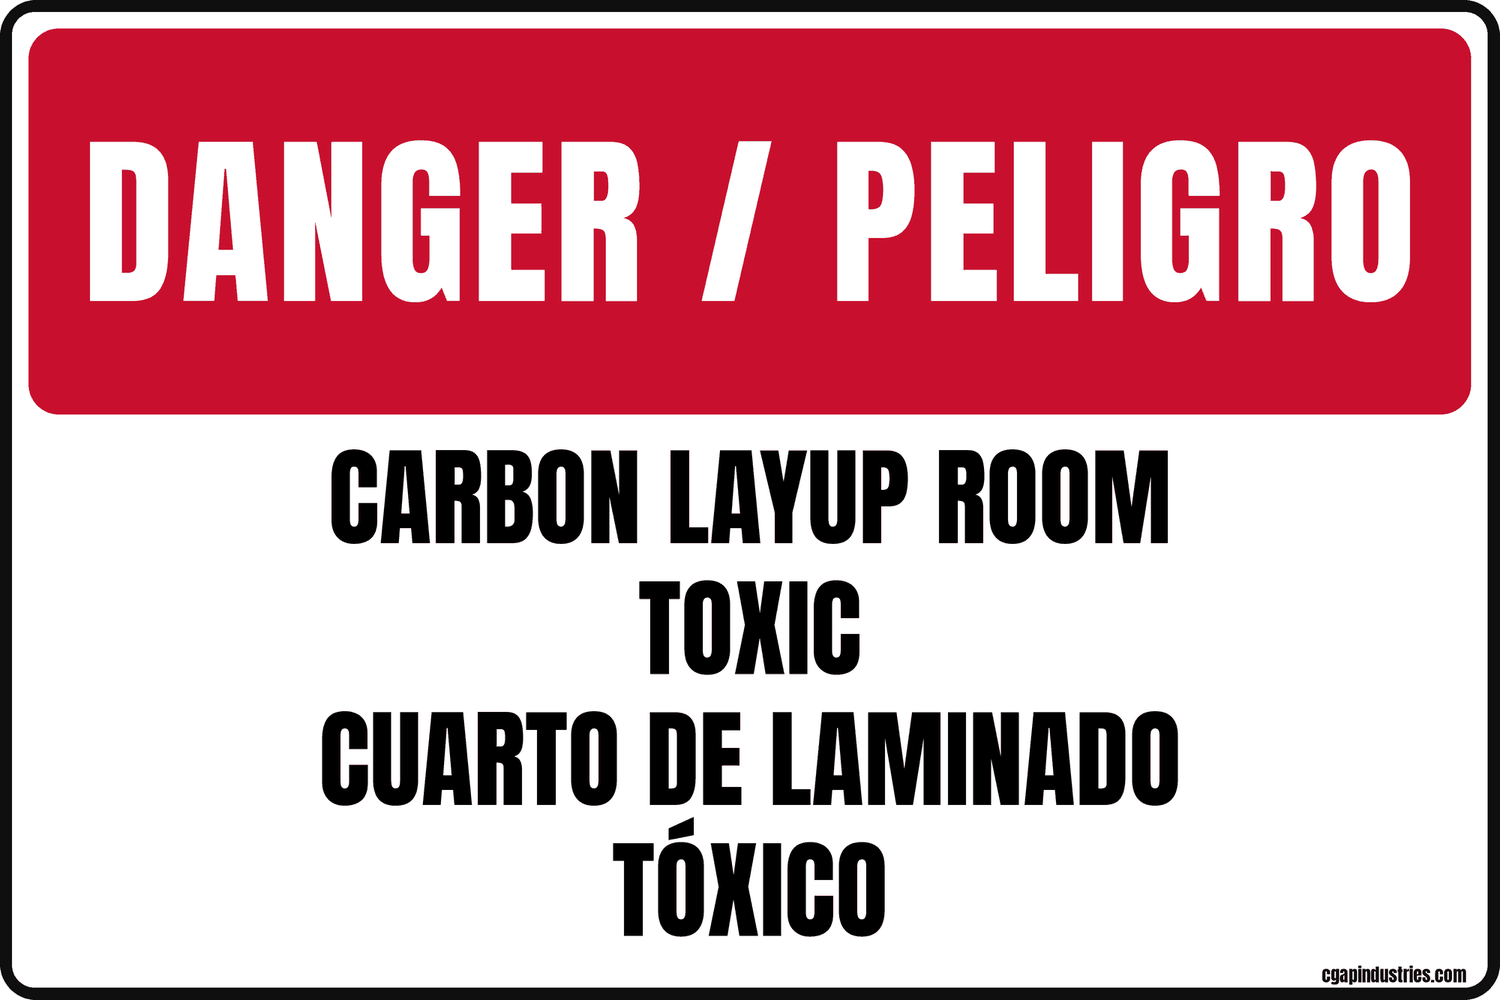 DANGER / PELIGRO
CARBON LAYUP ROOM
TOXIC
CUARTO DE LAMINADO
TÓXICO
cgapindustries.com